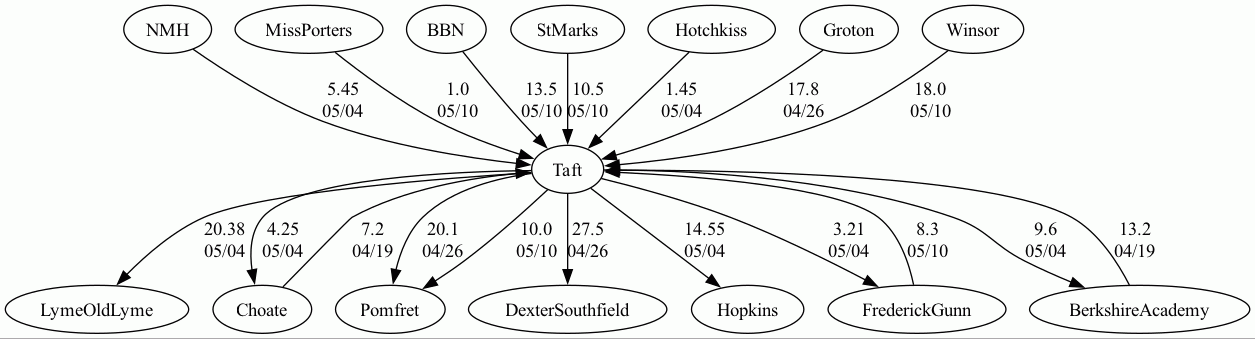 NMH MissPorters BBN StMarks Hotchkiss Groton Winsor
5.45 1.0 13.5 10.5 1.45 17.8 18.0
05/04 05/10 05/10 05/10 05/04 04/26 05/10
Taft
20.38 4.25 7.2 20.1 10.0 27.5 14.55 3.21 8.3 9.6 13.2
05/04 05/04 04/19 04/26 05/10 04/26 05/04 05/04 05/10 05/04 04/19
LymeOldLyme Choate Pomfret DexterSouthfield Hopkins FrederickGunn BerkshireAcademy